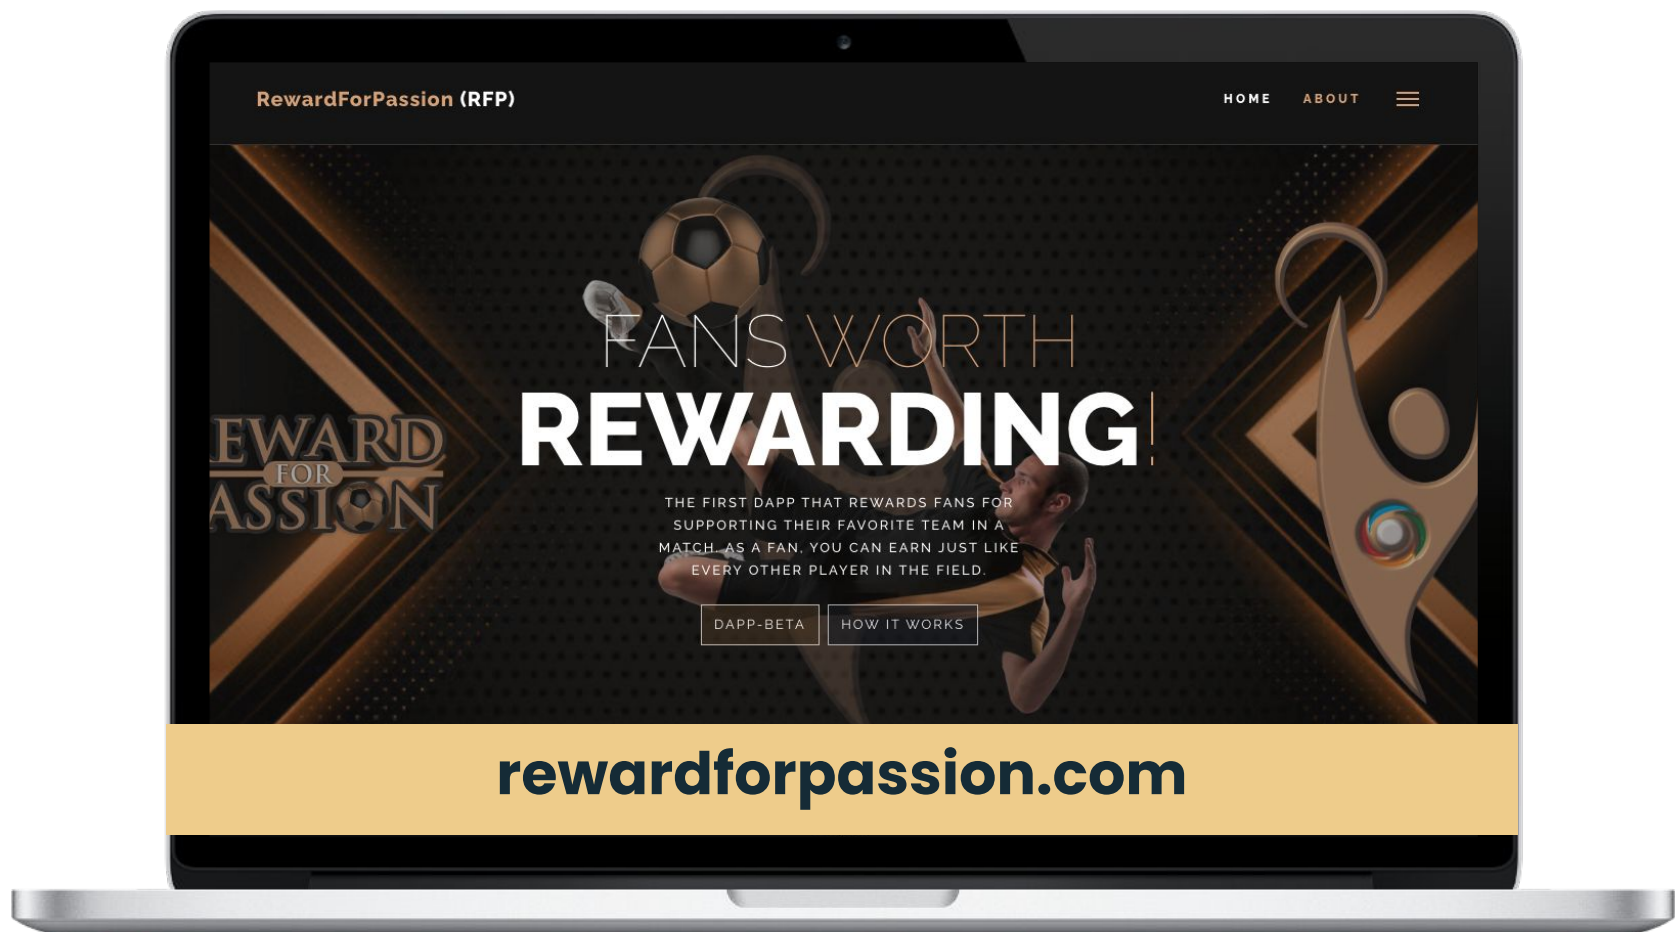 RewardForPassion (RFP)
HOME ABOUT
FANS WORTH
REWARDING!
EWARD
FOR
ASSION
THE FIRST DAPP THAT REWARDS FANS FOR
SUPPORTING THEIR FAVORITE TEAM IN A
MATCH. AS A FAN, YOU CAN EARN JUST LIKE
EVERY OTHER PLAYER IN THE FIELD.
DAPP-BETA HOW IT WORKS
rewardforpassion.com